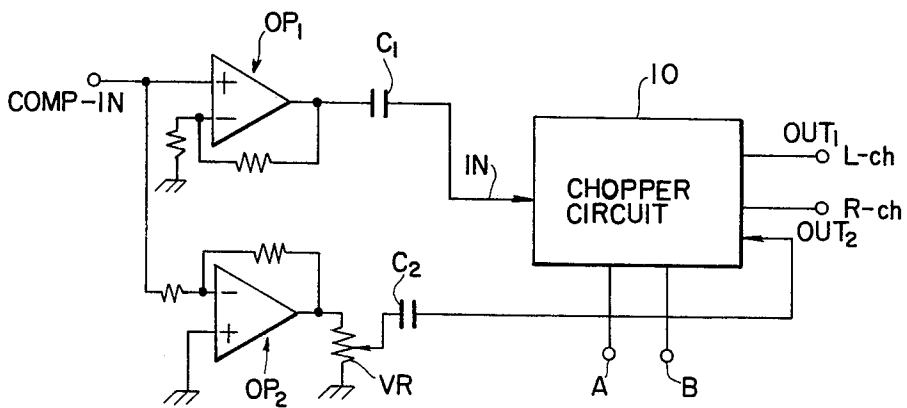 OP1
C1
COMP-IN
10
IN
CHOPPER
CIRCUIT
OUT1
L-ch
R-ch
OUT2
C2
OP2
VR
A
B